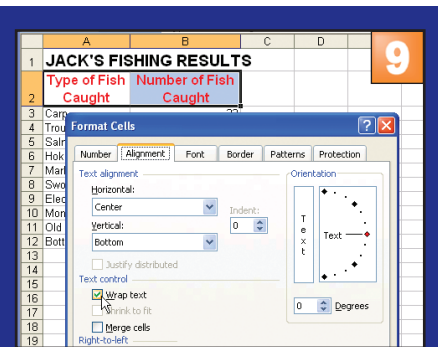 9
A B C D
1 JACK'S FISHING RESULTS
Type of Fish Number of Fish
2 Caught Caught
3 Carp
4 Trou
5 Saln
6 Hok
7 Marl
8 Swo
9 Elec
10 Mon
11 Old
12 Bott
13
14
15
16
17
18
19
Format Cells
Number Alignment Font Border Patterns Protection
Text alignment
Horizontal:
Center
Indent:
Vertical:
0
Bottom
Justify distributed
Text control
Wrap text
Shrink to fit
Merge cells
Right-to-left
Orientation
T
e
x
t
Text
0 Degrees